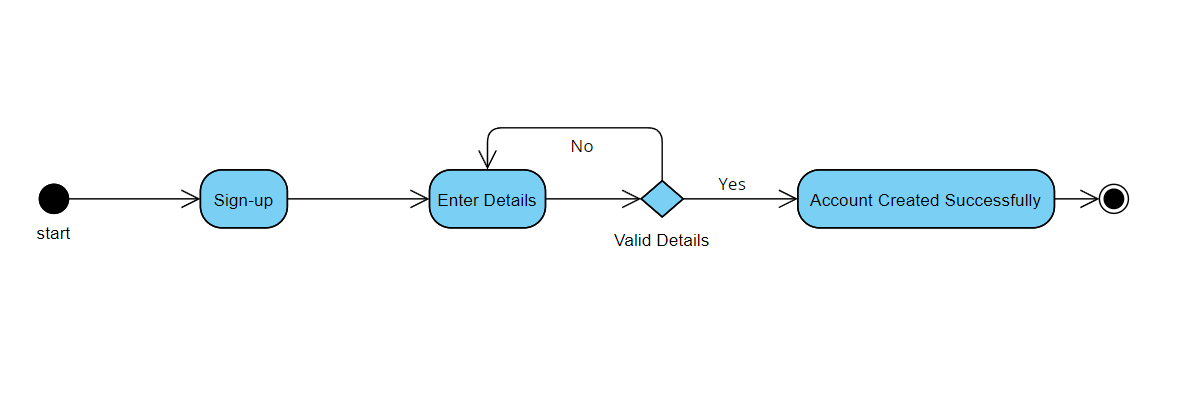 start
Sign-up
Enter Details
No
Valid Details
Yes
Account Created Successfully